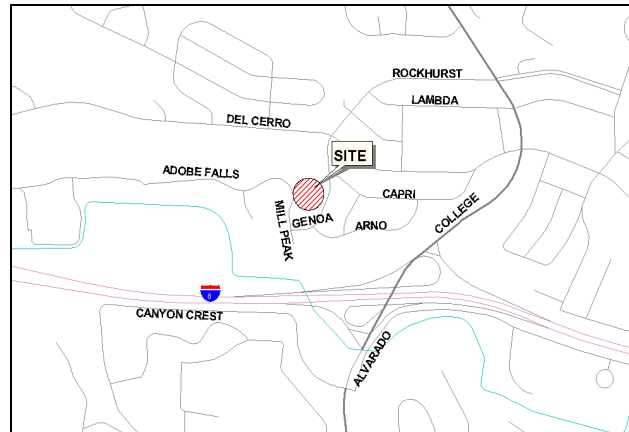 ROCKHURST
LAMBDA
DEL CERRO
SITE
ADOBE FALLS
CAPRI
MILL PEAK
GENOA
ARNO
COLLEGE
8
CANYON CREST
ALVARADO